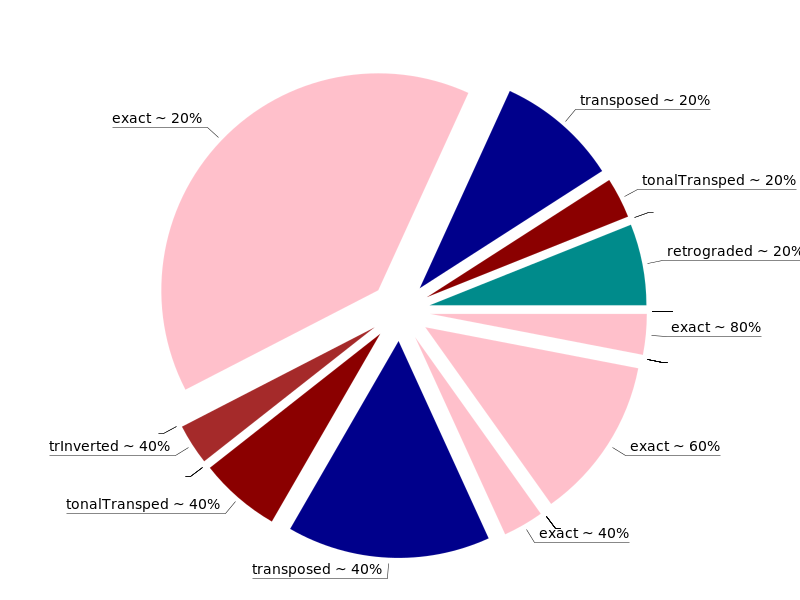 transposed ~ 20%
exact ~ 20%
tonalTransped ~ 20%
retrograded ~ 20%
exact ~ 80%
trInverted ~ 40%
exact ~ 60%
tonalTransped ~ 40%
exact ~ 40%
transposed ~ 40%